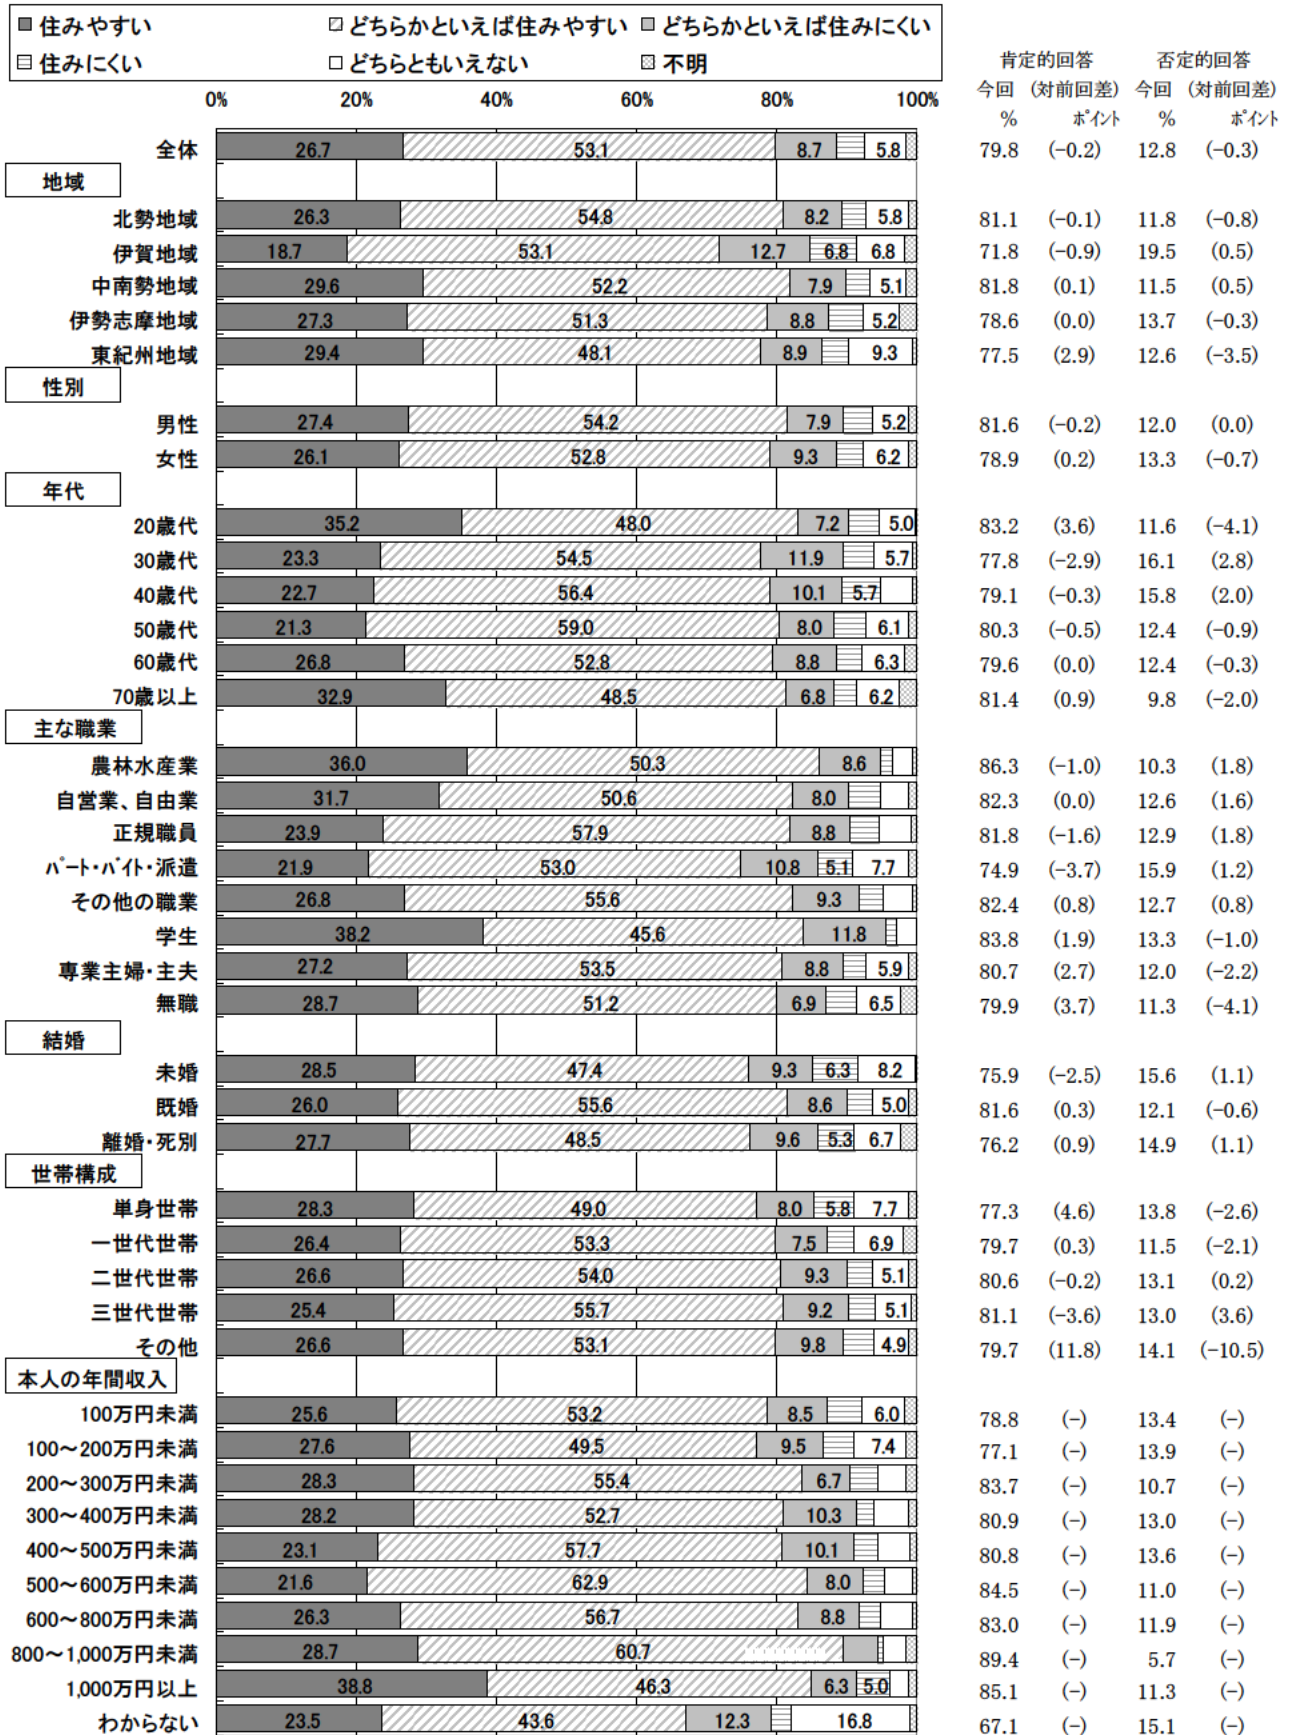 住みやすい どちらかといえば住みやすい どちらかといえば住みにくい
住みにくい どちらともいえない 不明
肯定的回答 否定的回答
今回 (対前回差) 今回 (対前回差)
% ﾎﾟｲﾝﾄ % ﾎﾟｲﾝﾄ
0% 20% 40% 60% 80% 100%
全体 26.7 53.1 8.7 5.8 79.8 (-0.2) 12.8 (-0.3)
地域
北勢地域 26.3 54.8 8.2 5.8 81.1 (-0.1) 11.8 (-0.8)
伊賀地域 18.7 53.1 12.7 6.8 6.8 71.8 (-0.9) 19.5 (0.5)
中南勢地域 29.6 52.2 7.9 5.1 81.8 (0.1) 11.5 (0.5)
伊勢志摩地域 27.3 51.3 8.8 5.2 78.6 (0.0) 13.7 (-0.3)
東紀州地域 29.4 48.1 8.9 9.3 77.5 (2.9) 12.6 (-3.5)
性別
男性 27.4 54.2 7.9 5.2 81.6 (-0.2) 12.0 (0.0)
女性 26.1 52.8 9.3 6.2 78.9 (0.2) 13.3 (-0.7)
年代
20歳代 35.2 48.0 7.2 5.0 83.2 (3.6) 11.6 (-4.1)
30歳代 23.3 54.5 11.9 5.7 77.8 (-2.9) 16.1 (2.8)
40歳代 22.7 56.4 10.1 5.7 79.1 (-0.3) 15.8 (2.0)
50歳代 21.3 59.0 8.0 6.1 80.3 (-0.5) 12.4 (-0.9)
60歳代 26.8 52.8 8.8 6.3 79.6 (0.0) 12.4 (-0.3)
70歳以上 32.9 48.5 6.8 6.2 81.4 (0.9) 9.8 (-2.0)
主な職業
農林水産業 36.0 50.3 8.6 86.3 (-1.0) 10.3 (1.8)
自営業、自由業 31.7 50.6 8.0 82.3 (0.0) 12.6 (1.6)
正規職員 23.9 57.9 8.8 81.8 (-1.6) 12.9 (1.8)
ﾊﾟｰﾄ・ﾊﾞｲﾄ・派遣 21.9 53.0 10.8 5.1 7.7 74.9 (-3.7) 15.9 (1.2)
その他の職業 26.8 55.6 9.3 82.4 (0.8) 12.7 (0.8)
学生 38.2 45.6 11.8 83.8 (1.9) 13.3 (-1.0)
専業主婦・主夫 27.2 53.5 8.8 5.9 80.7 (2.7) 12.0 (-2.2)
無職 28.7 51.2 6.9 6.5 79.9 (3.7) 11.3 (-4.1)
結婚
未婚 28.5 47.4 9.3 6.3 8.2 75.9 (-2.5) 15.6 (1.1)
既婚 26.0 55.6 8.6 5.0 81.6 (0.3) 12.1 (-0.6)
離婚・死別 27.7 48.5 9.6 5.3 6.7 76.2 (0.9) 14.9 (1.1)
世帯構成
単身世帯 28.3 49.0 8.0 5.8 7.7 77.3 (4.6) 13.8 (-2.6)
一世代世帯 26.4 53.3 7.5 6.9 79.7 (0.3) 11.5 (-2.1)
二世代世帯 26.6 54.0 9.3 5.1 80.6 (-0.2) 13.1 (0.2)
三世代世帯 25.4 55.7 9.2 5.1 81.1 (-3.6) 13.0 (3.6)
その他 26.6 53.1 9.8 4.9 79.7 (11.8) 14.1 (-10.5)
本人の年間収入
100万円未満 25.6 53.2 8.5 6.0 78.8 (-) 13.4 (-)
100～200万円未満 27.6 49.5 9.5 7.4 77.1 (-) 13.9 (-)
200～300万円未満 28.3 55.4 6.7 83.7 (-) 10.7 (-)
300～400万円未満 28.2 52.7 10.3 80.9 (-) 13.0 (-)
400～500万円未満 23.1 57.7 10.1 80.8 (-) 13.6 (-)
500～600万円未満 21.6 62.9 8.0 84.5 (-) 11.0 (-)
600～800万円未満 26.3 56.7 8.8 83.0 (-) 11.9 (-)
800～1,000万円未満 28.7 60.7 89.4 (-) 5.7 (-)
1,000万円以上 38.8 46.3 6.3 5.0 85.1 (-) 11.3 (-)
わからない 23.5 43.6 12.3 16.8 67.1 (-) 15.1 (-)